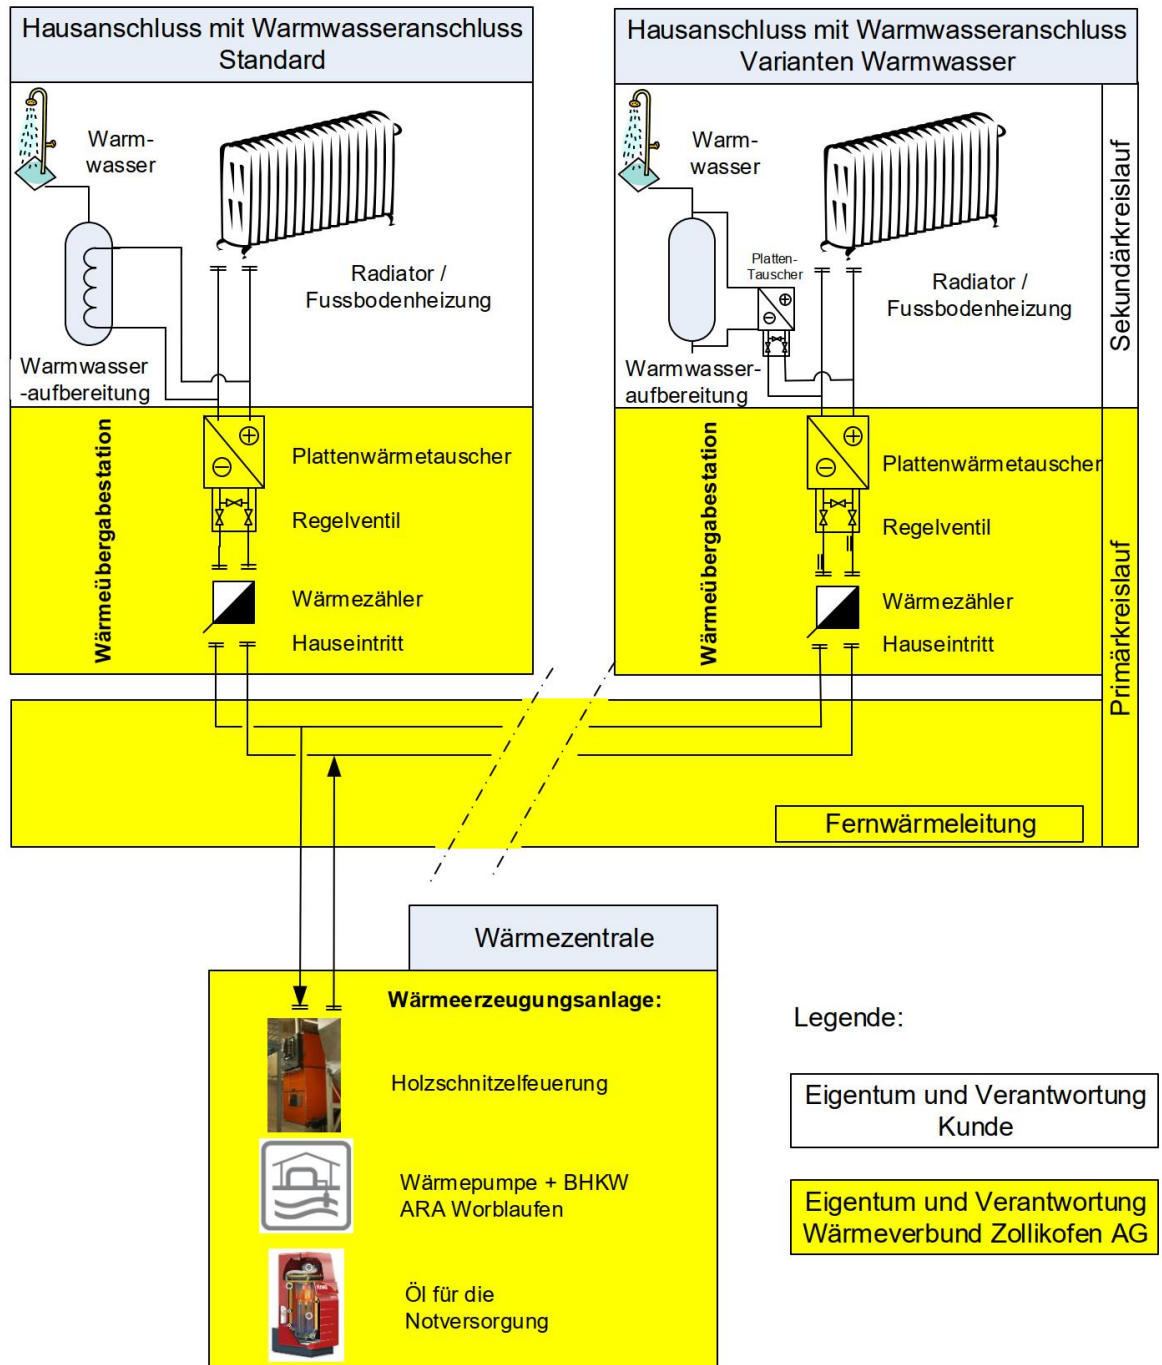 Hausanschluss mit Warmwasseranschluss
Standard
Warm-
wasser
Radiator /
Fussbodenheizung
Warmwasser
-aufbereitung
Wärmeübergabestation
Plattenwärmetauscher
Regelventil
Wärmezähler
Hauseintritt
Hausanschluss mit Warmwasseranschluss
Varianten Warmwasser
Warm-
wasser
Platten-
Tauscher
Radiator /
Fussbodenheizung
Warmwasser-
aufbereitung
Sekundärkreislauf
Wärmeübergabestation
Plattenwärmetauscher
Regelventil
Wärmezähler
Hauseintritt
Primärkreislauf
Fernwärmeleitung
Wärmezentrale
Wärmeerzeugungsanlage:
Holzschnitzelfeuerung
Wärmepumpe + BHKW
ARA Worblaufen
Öl für die
Notversorgung
Legende:
Eigentum und Verantwortung
Kunde
Eigentum und Verantwortung
Wärmeverbund Zollikofen AG